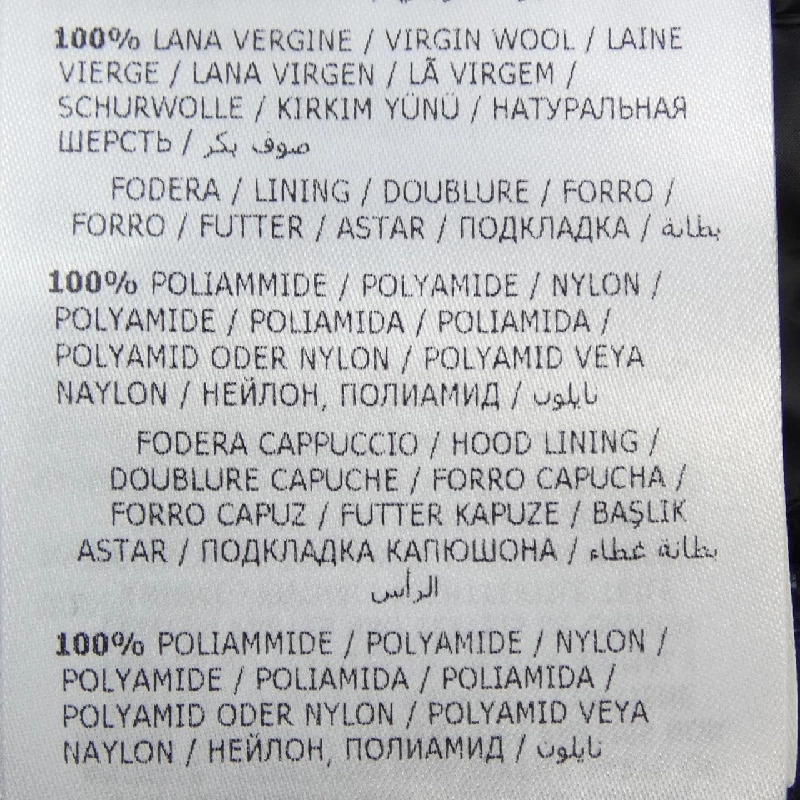 100% LANA VERGINE / VIRGIN WOOL / LAINE
VIERGE / LANA VIRGEN / LÃ VIRGEM /
SCHURWOLLE / KIRKIM YÜNÜ / НАТУРАЛЬНАЯ
ШЕРСТЬ / صوف بكر
FODERA / LINING / DOUBLURE / FORRO /
FORRO / FUTTER / ASTAR / ПОДКЛАДКА / بطانة
100% POLIAMMIDE / POLYAMIDE / NYLON /
POLYAMIDE / POLIAMIDA / POLIAMIDA /
POLYAMID ODER NYLON / POLYAMID VEYA
NAYLON / НЕЙЛОН, ПОЛИАМИД / نايلون
FODERA CAPPUCCIO / HOOD LINING /
DOUBLURE CAPUCHE / FORRO CAPUCHA /
FORRO CAPUZ / FUTTER KAPUZE / BAŞLIK
ASTAR / ПОДКЛАДКА КАПЮШОНА / بطانة غطاء
الرأس
100% POLIAMMIDE / POLYAMIDE / NYLON /
POLYAMIDE / POLIAMIDA / POLIAMIDA /
POLYAMID ODER NYLON / POLYAMID VEYA
NAYLON / НЕЙЛОН, ПОЛИАМИД / نايلون